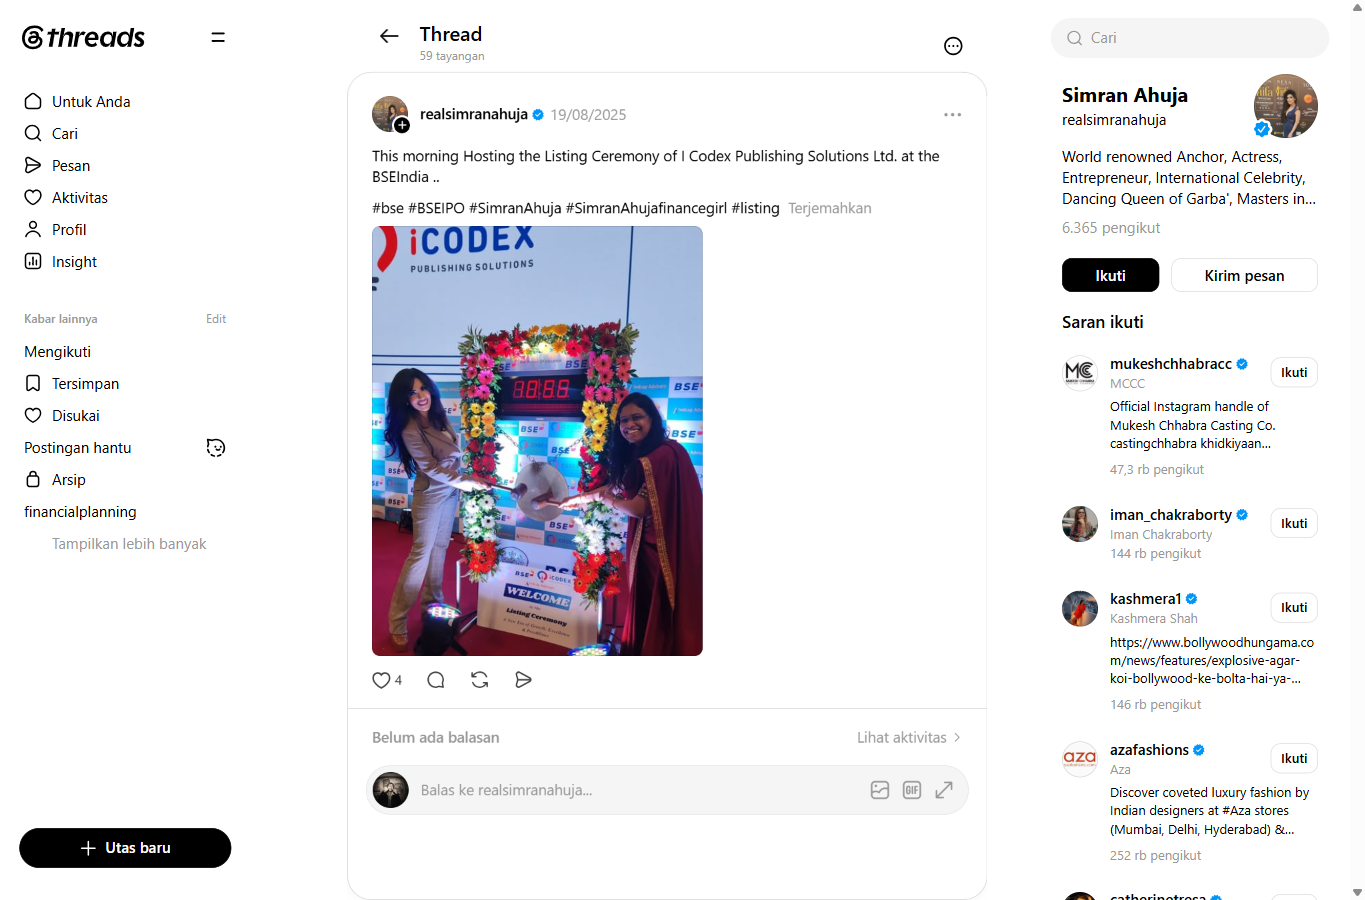 threads
Untuk Anda
Cari
Pesan
Aktivitas
Profil
Insight
Kabar lainnya
Edit
Mengikuti
Tersimpan
Disukai
Postingan hantu
Arsip
financialplanning
Tampilkan lebih banyak
Utas baru
Thread
59 tayangan
realsimranahuja 19/08/2025
This morning Hosting the Listing Ceremony of I Codex Publishing Solutions Ltd. at the
BSEIndia ..
#bse #BSEIPO #SimranAhuja #SimranAhujafinancegirl #listing Terjemahkan
iCODEX
PUBLISHING SOLUTIONS
BSE
BSE
BSE
BSE
BSE
iCODEX
WELCOME
Listing Ceremony
4
Belum ada balasan
Lihat aktivitas
Balas ke realsimranahuja...
GIF
Cari
Simran Ahuja
realsimranahuja
World renowned Anchor, Actress,
Entrepreneur, International Celebrity,
Dancing Queen of Garba', Masters in...
6.365 pengikut
Ikuti
Kirim pesan
Saran ikuti
MC
mukeshchhabracc
MCCC
Ikuti
Official Instagram handle of
Mukesh Chhabra Casting Co.
castingchhabra khidkiyaan...
47,3 rb pengikut
iman_chakraborty
Iman Chakraborty
Ikuti
144 rb pengikut
kashmera1
Kashmera Shah
Ikuti
https://www.bollywoodhungama.co
m/news/features/explosive-agar-
koi-bollywood-ke-bolta-hai-ya-...
146 rb pengikut
aza
azafashions
Aza
Ikuti
Discover coveted luxury fashion by
Indian designers at #Aza stores
(Mumbai, Delhi, Hyderabad) &...
252 rb pengikut
catherinetresa